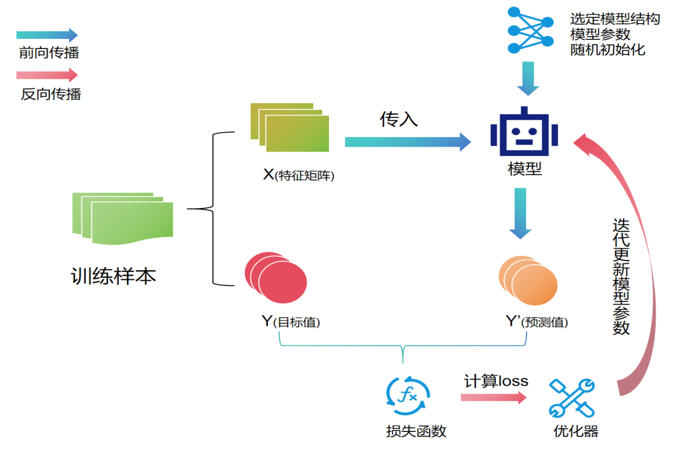 前向传播
反向传播
选定模型结构
模型参数
随机初始化
传入
X(特征矩阵)
模型
训练样本
迭代更新模型参数
Y(目标值)
Y'(预测值)
fx
计算loss
损失函数
优化器